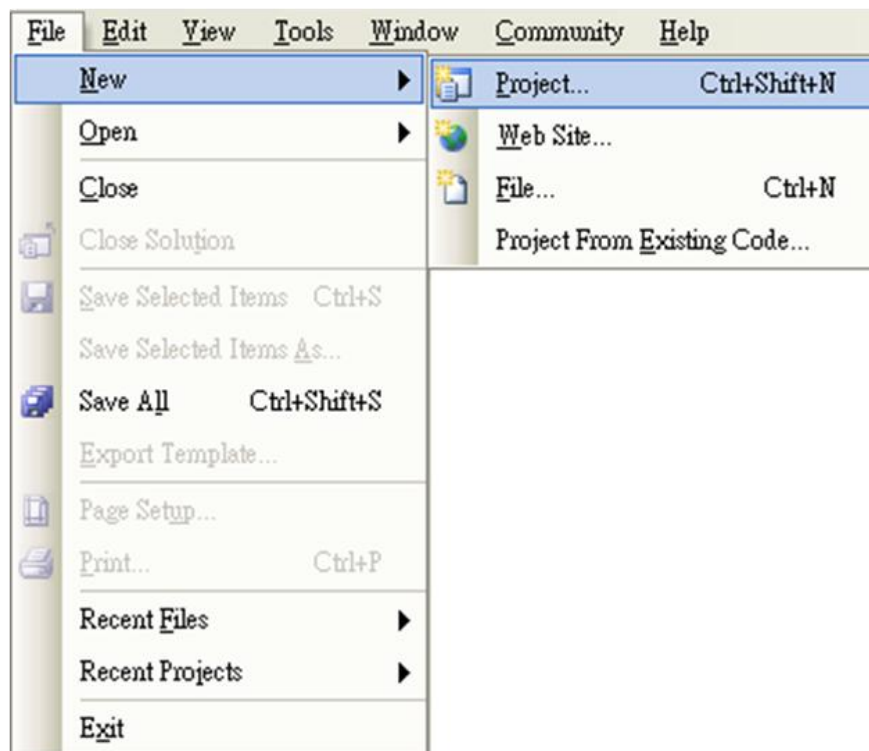 File Edit View Tools Window Community Help
New
Project... Ctrl+Shift+N
Open
Web Site...
Close
File... Ctrl+N
Close Solution
Project From Existing Code...
Save Selected Items Ctrl+S
Save Selected Items As...
Save All Ctrl+Shift+S
Export Template...
Page Setup...
Print... Ctrl+P
Recent Files
Recent Projects
Exit